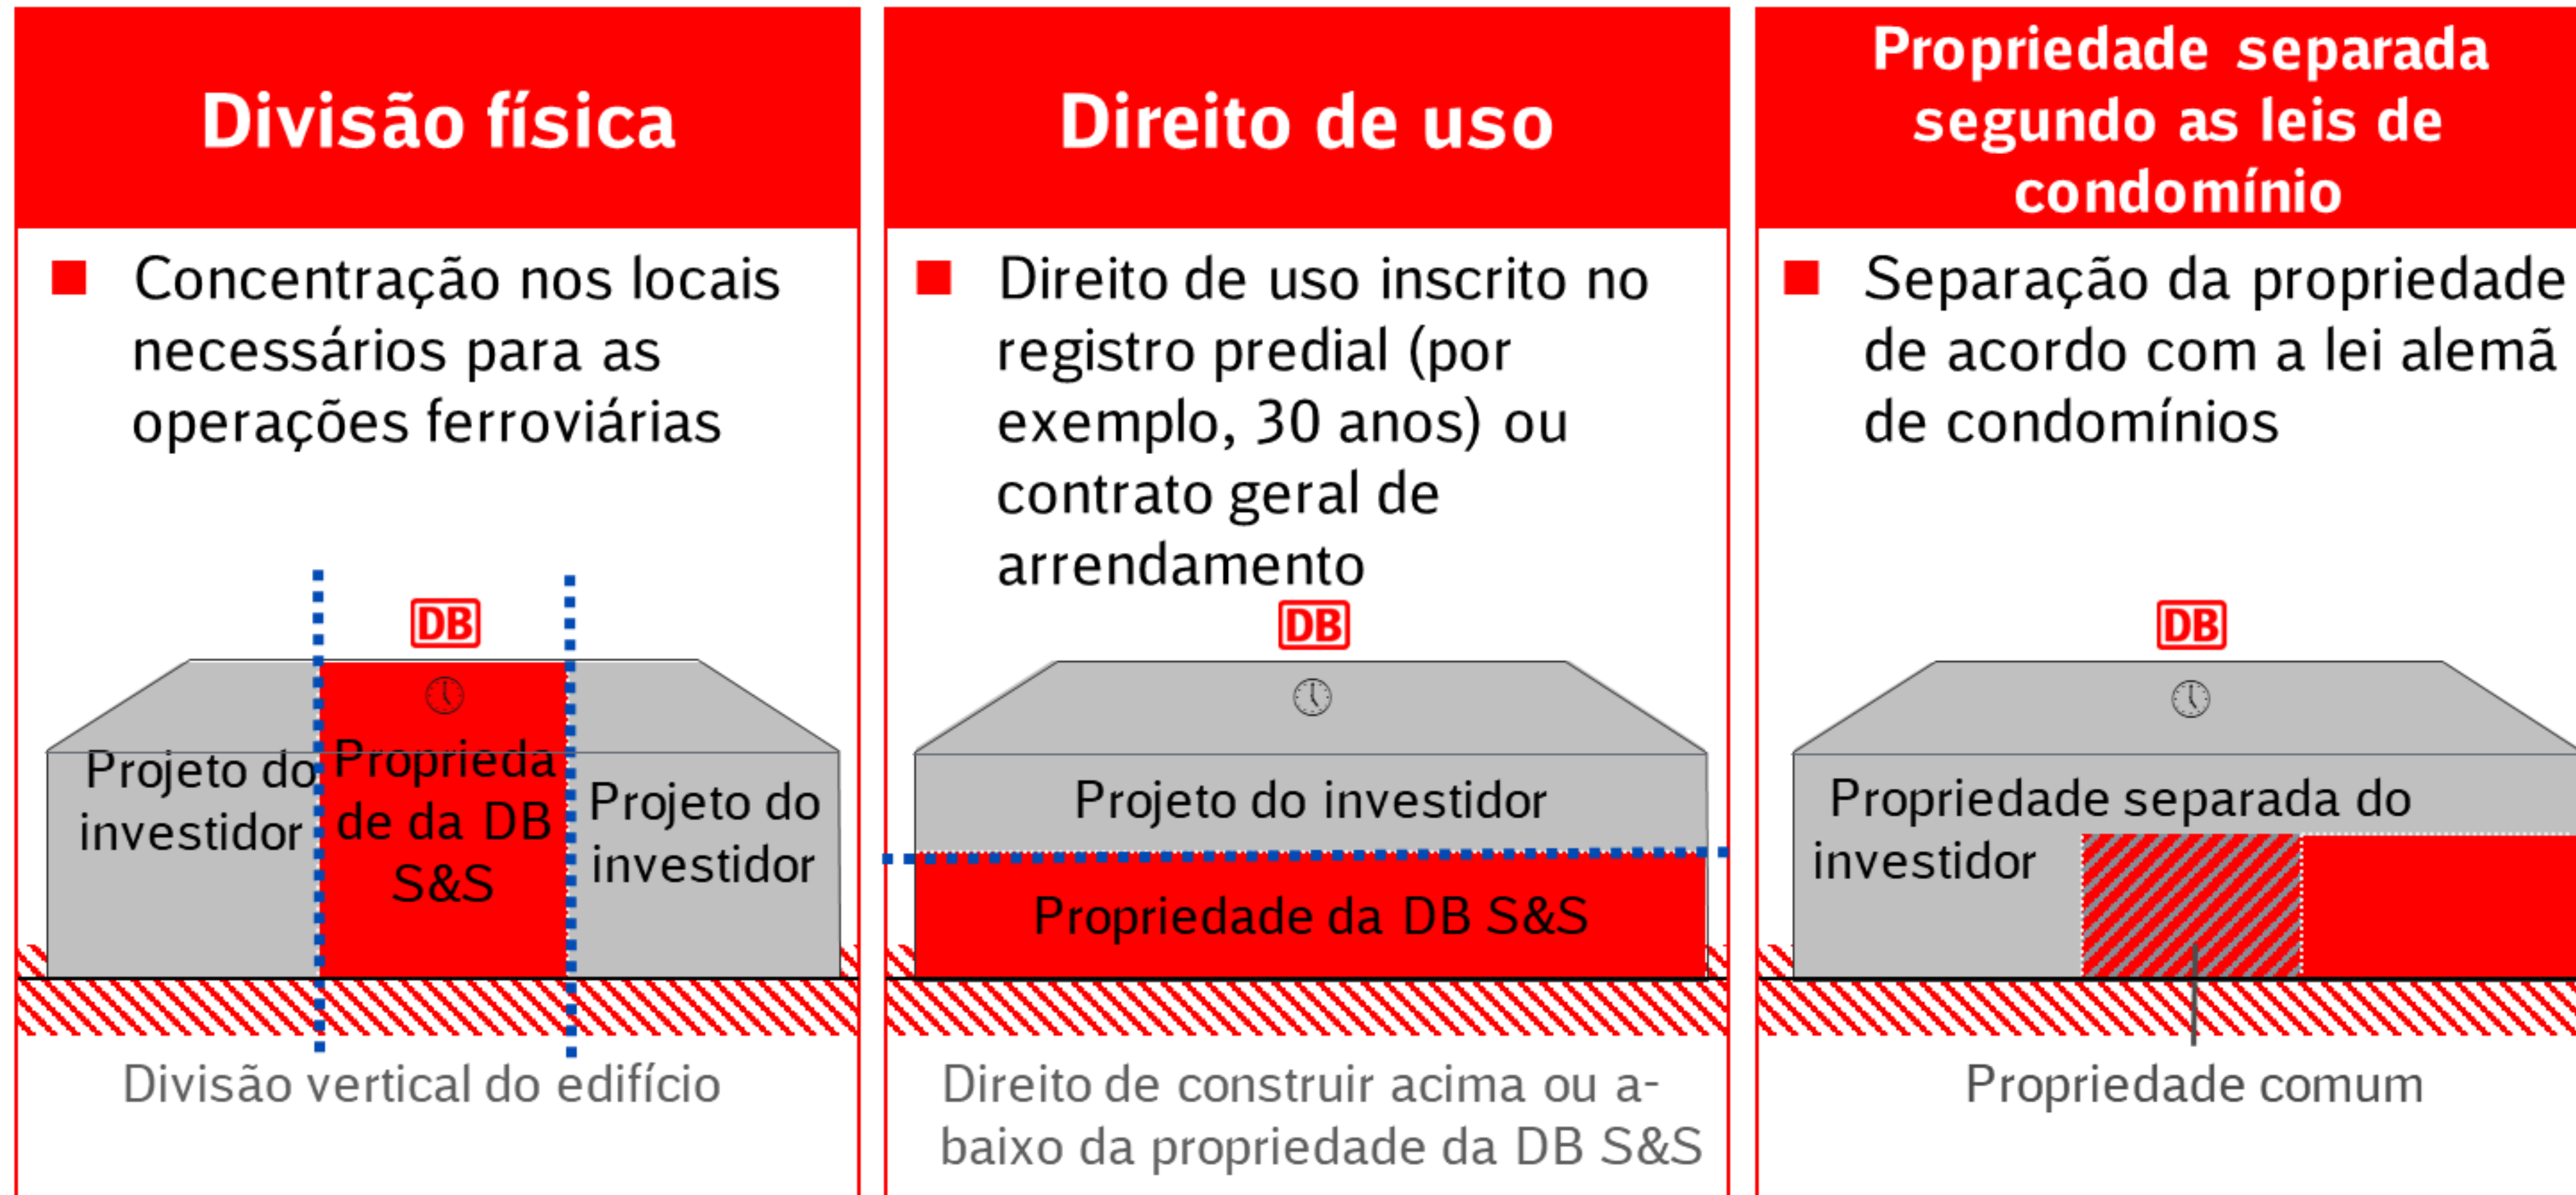 Divisão física
Concentração nos locais
necessários para as
operações ferroviárias
DB
Projeto do
investidor
Proprieda
de da DB
S&S
Projeto do
investidor
Divisão vertical do edifício
Direito de uso
Direito de uso inscrito no
registro predial (por
exemplo, 30 anos) ou
contrato geral de
arrendamento
DB
Projeto do investidor
Propriedade da DB S&S
Direito de construir acima ou a-
baixo da propriedade da DB S&S
Propriedade separada
segundo as leis de
condomínio
Separação da propriedade
de acordo com a lei alemã
de condomínios
DB
Propriedade separada do
investidor
Propriedade comum